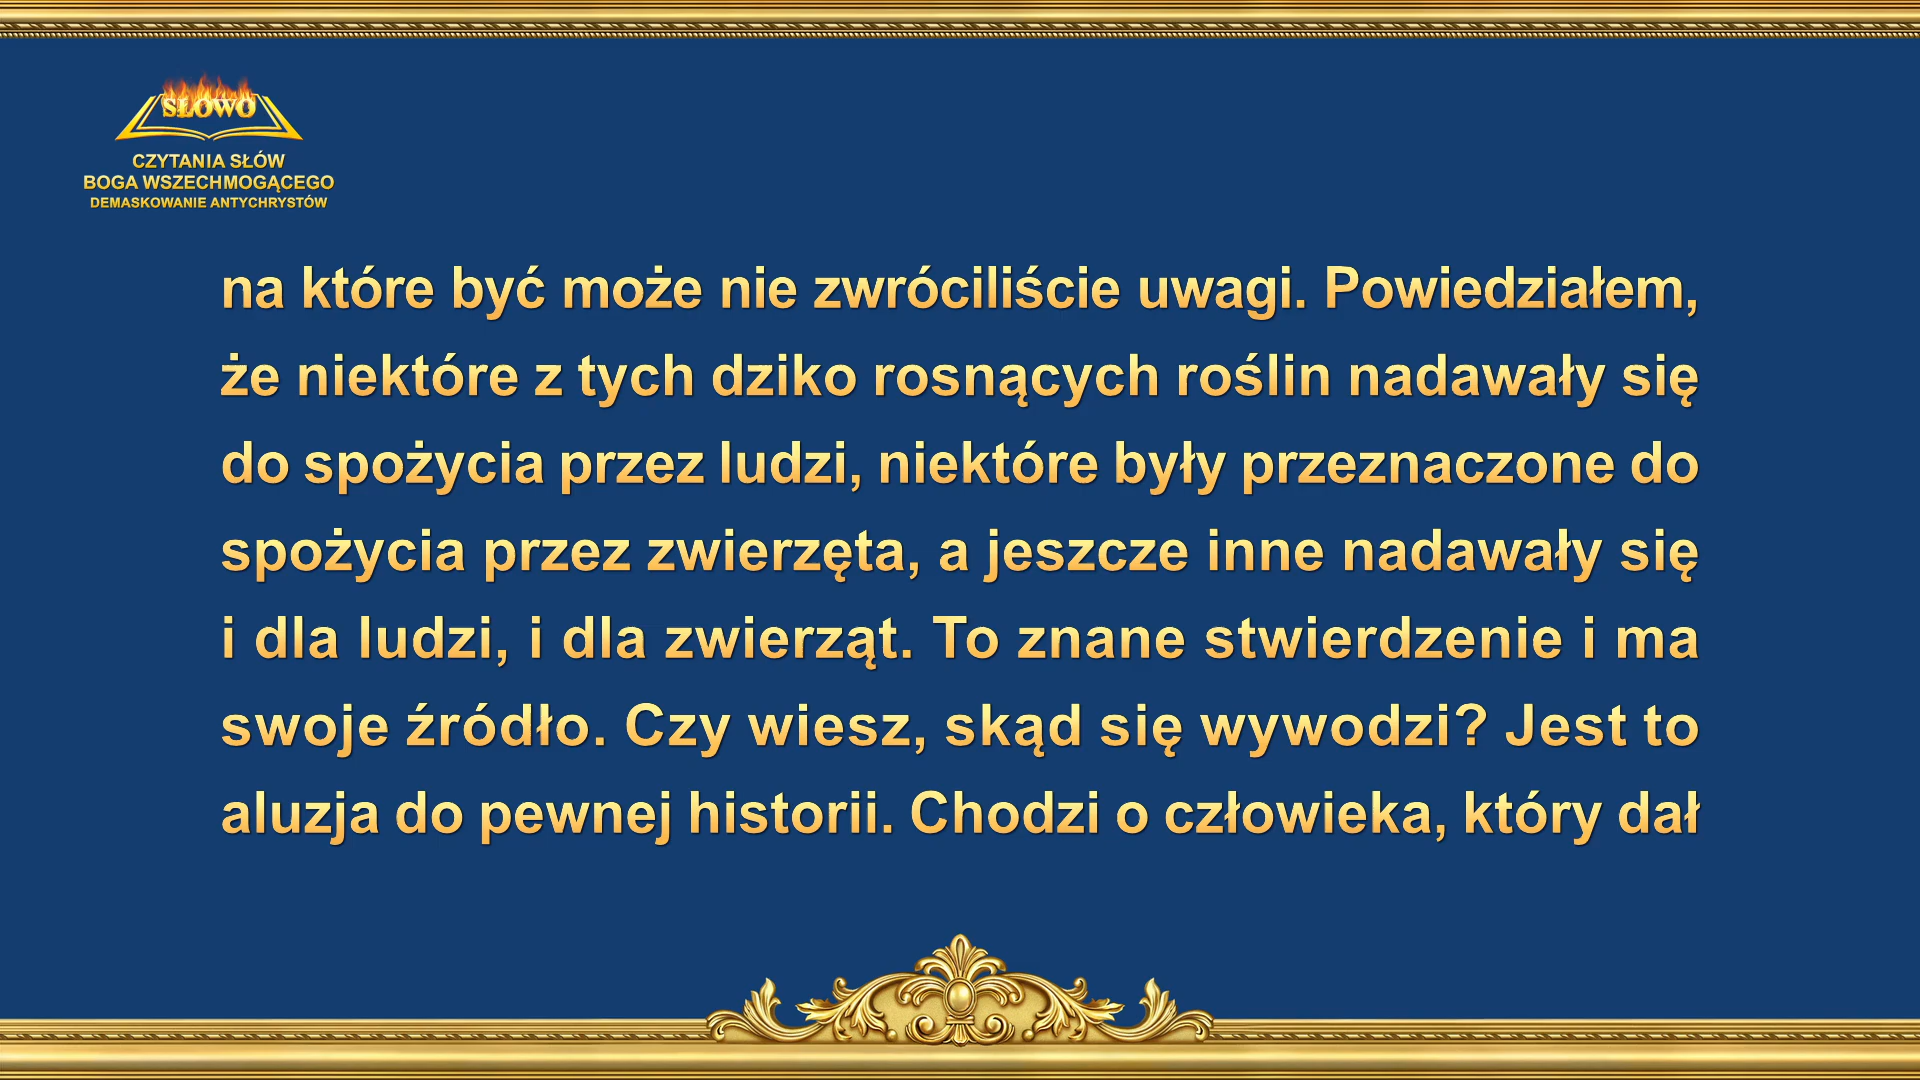 SŁOWO
CZYTANIA SŁÓW
BOGA WSZECHMOGĄCEGO
DEMASKOWANIE ANTYCHRYSTÓW
na które być może nie zwróciliście uwagi. Powiedziałem,
że niektóre z tych dziko rosnących roślin nadawały się
do spożycia przez ludzi, niektóre były przeznaczone do
spożycia przez zwierzęta, a jeszcze inne nadawały się
i dla ludzi, i dla zwierząt. To znane stwierdzenie i ma
swoje źródło. Czy wiesz, skąd się wywodzi? Jest to
aluzja do pewnej historii. Chodzi o człowieka, który dał